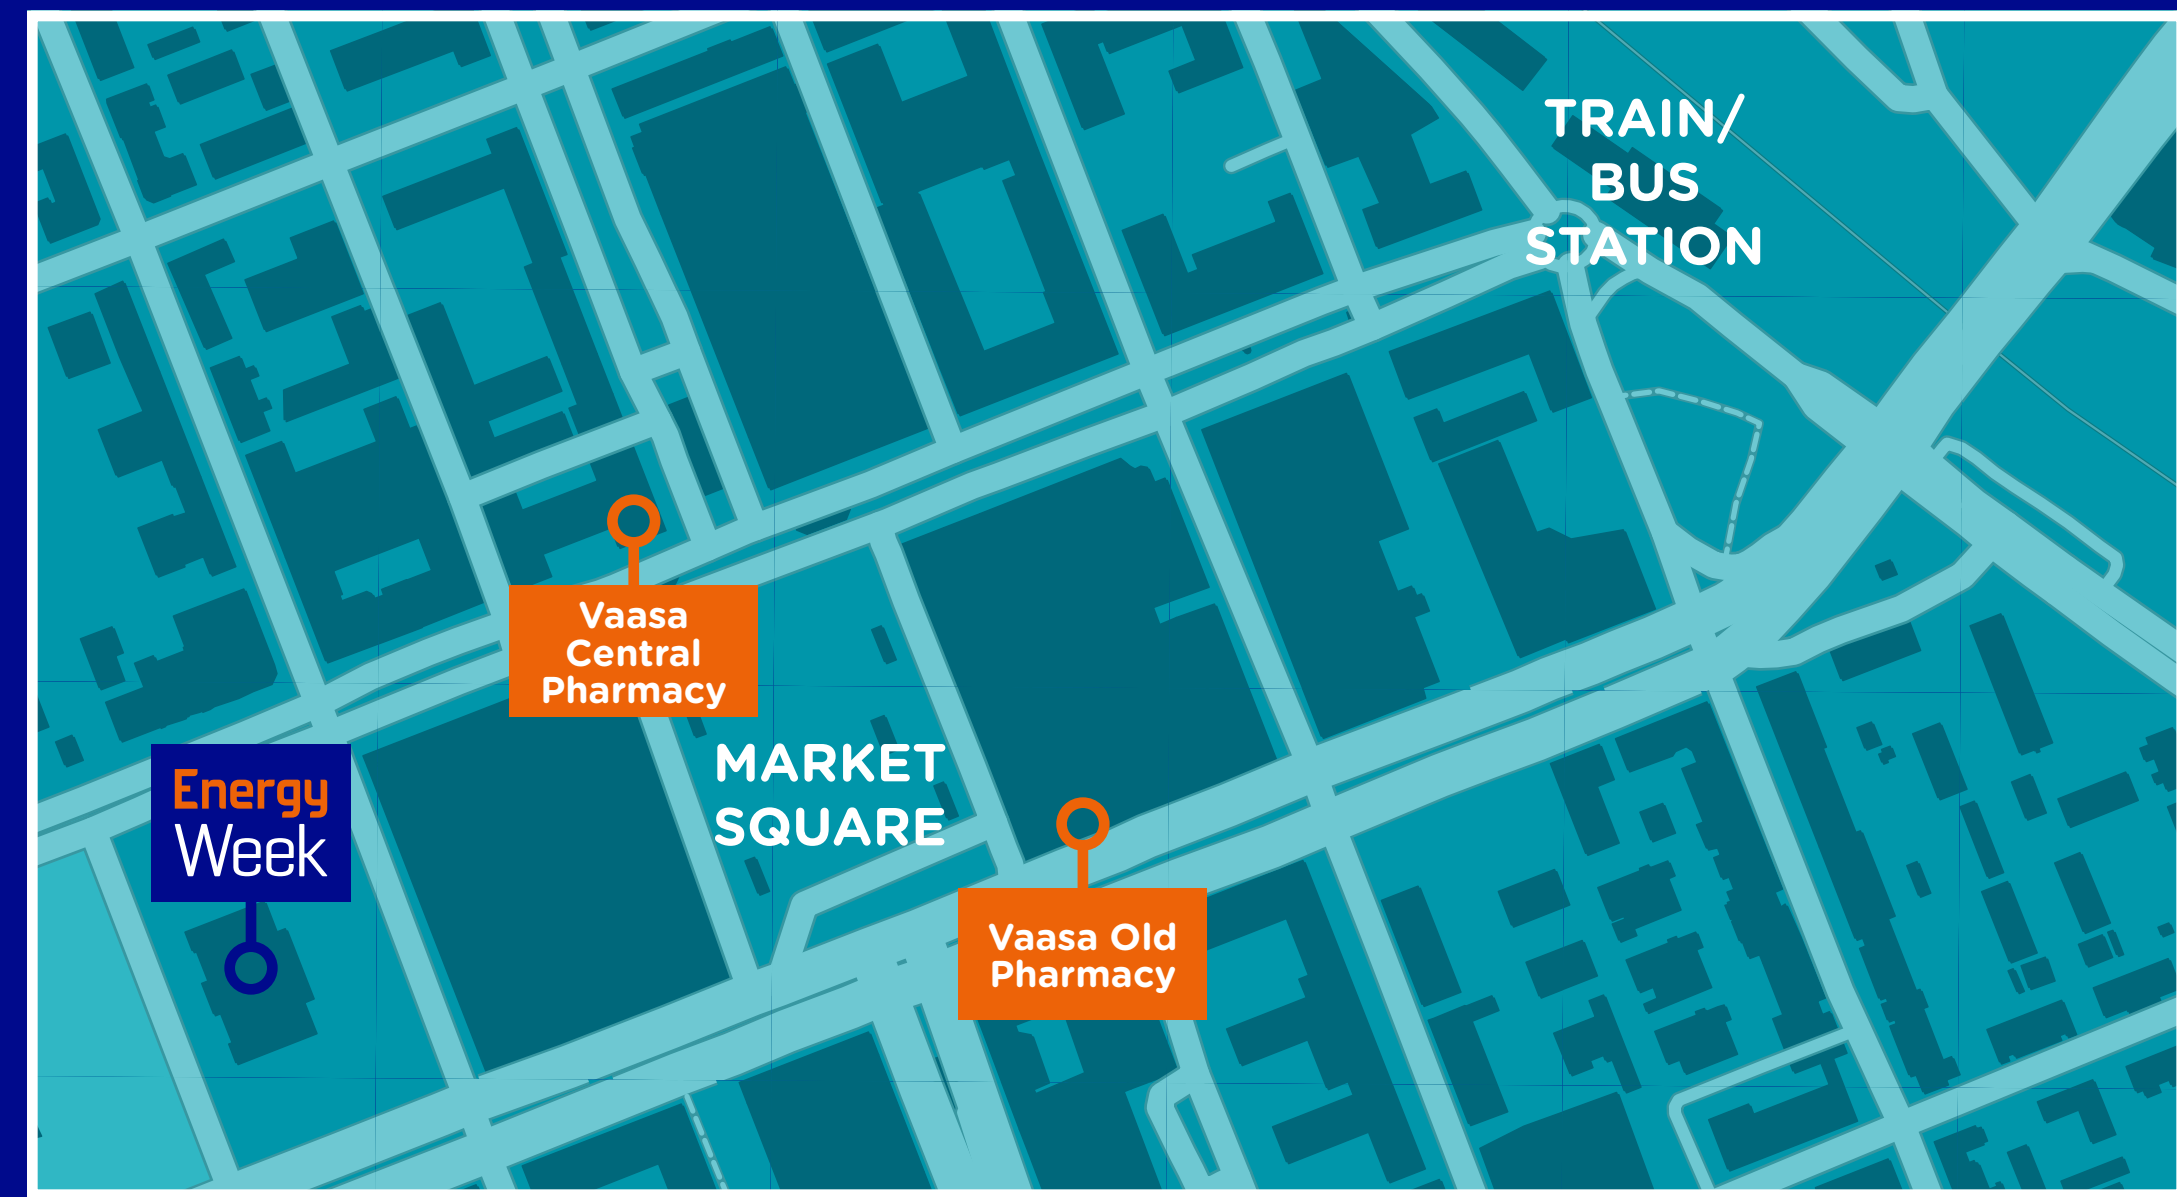 TRAIN/
BUS
STATION
Vaasa
Central
Pharmacy
MARKET
SQUARE
Energy
Week
Vaasa Old
Pharmacy